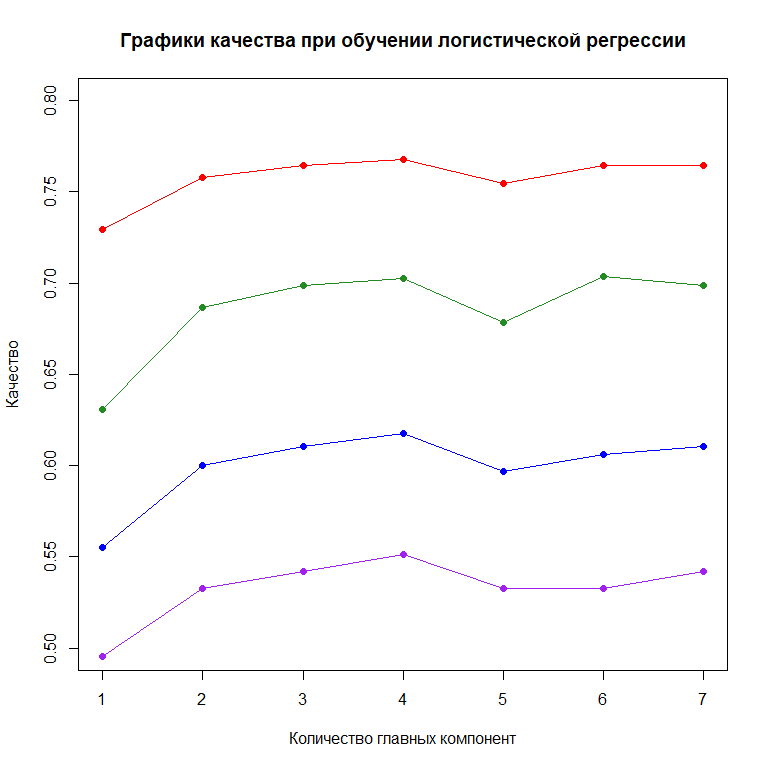 Графики качества при обучении логистической регрессии
Качество
0.80
0.75
0.70
0.65
0.60
0.55
0.50
1 2 3 4 5 6 7
Количество главных компонент